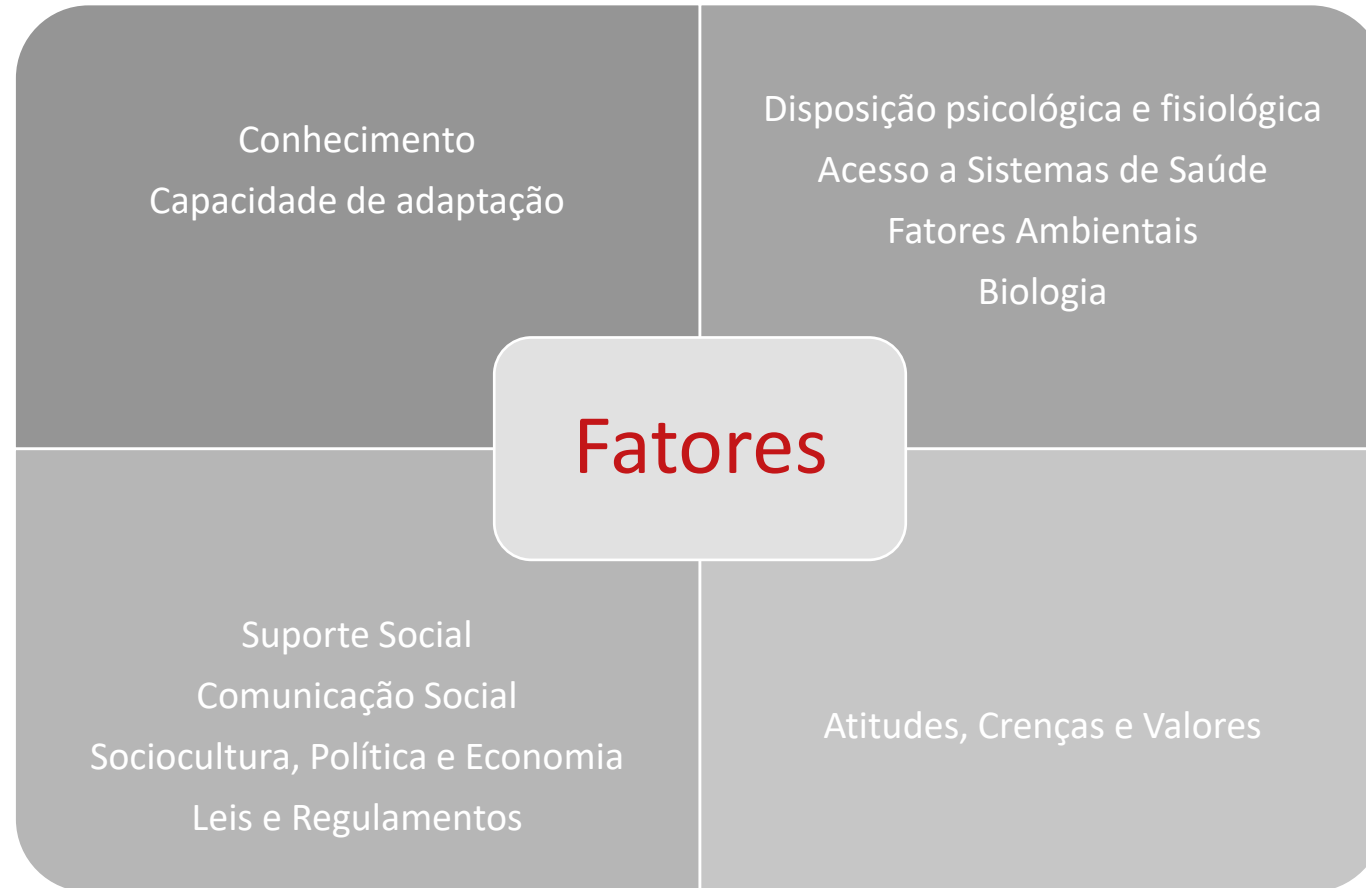 Conhecimento
Capacidade de adaptação
Disposição psicológica e fisiológica
Acesso a Sistemas de Saúde
Fatores Ambientais
Biologia
Fatores
Suporte Social
Comunicação Social
Sociocultura, Política e Economia
Leis e Regulamentos
Atitudes, Crenças e Valores